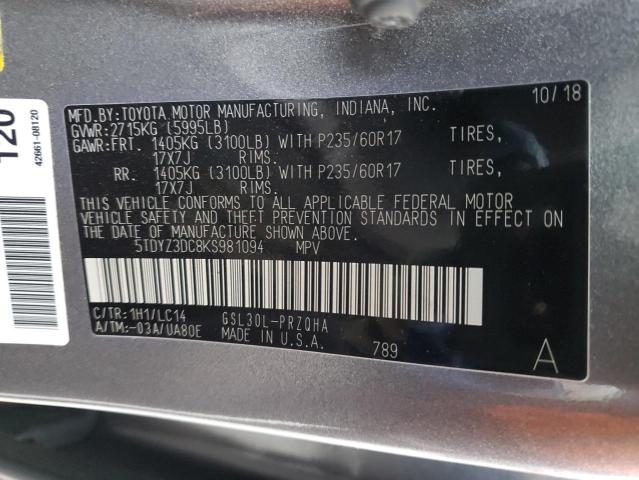 120
42661-08120
MFD.BY: TOYOTA MOTOR MANUFACTURING, INDIANA, INC. 10/18
GVWR: 2715KG (5995LB)
GAWR: FRT. 1405KG (3100LB) WITH P235/60R17 TIRES,
17X7J RIMS.
RR. 1405KG (3100LB) WITH P235/60R17 TIRES,
17X7J RIMS.
THIS VEHICLE CONFORMS TO ALL APPLICABLE FEDERAL MOTOR
VEHICLE SAFETY AND THEFT PREVENTION STANDARDS IN EFFECT ON
THE DATE OF MANUFACTURE SHOWN ABOVE.
5TDYZ3DC8KS981094 MPV
C/TR: 1H1/LC14 GSL30L-PRZQHA
A/TM: -03A/UA80E MADE IN U.S.A.
789
A